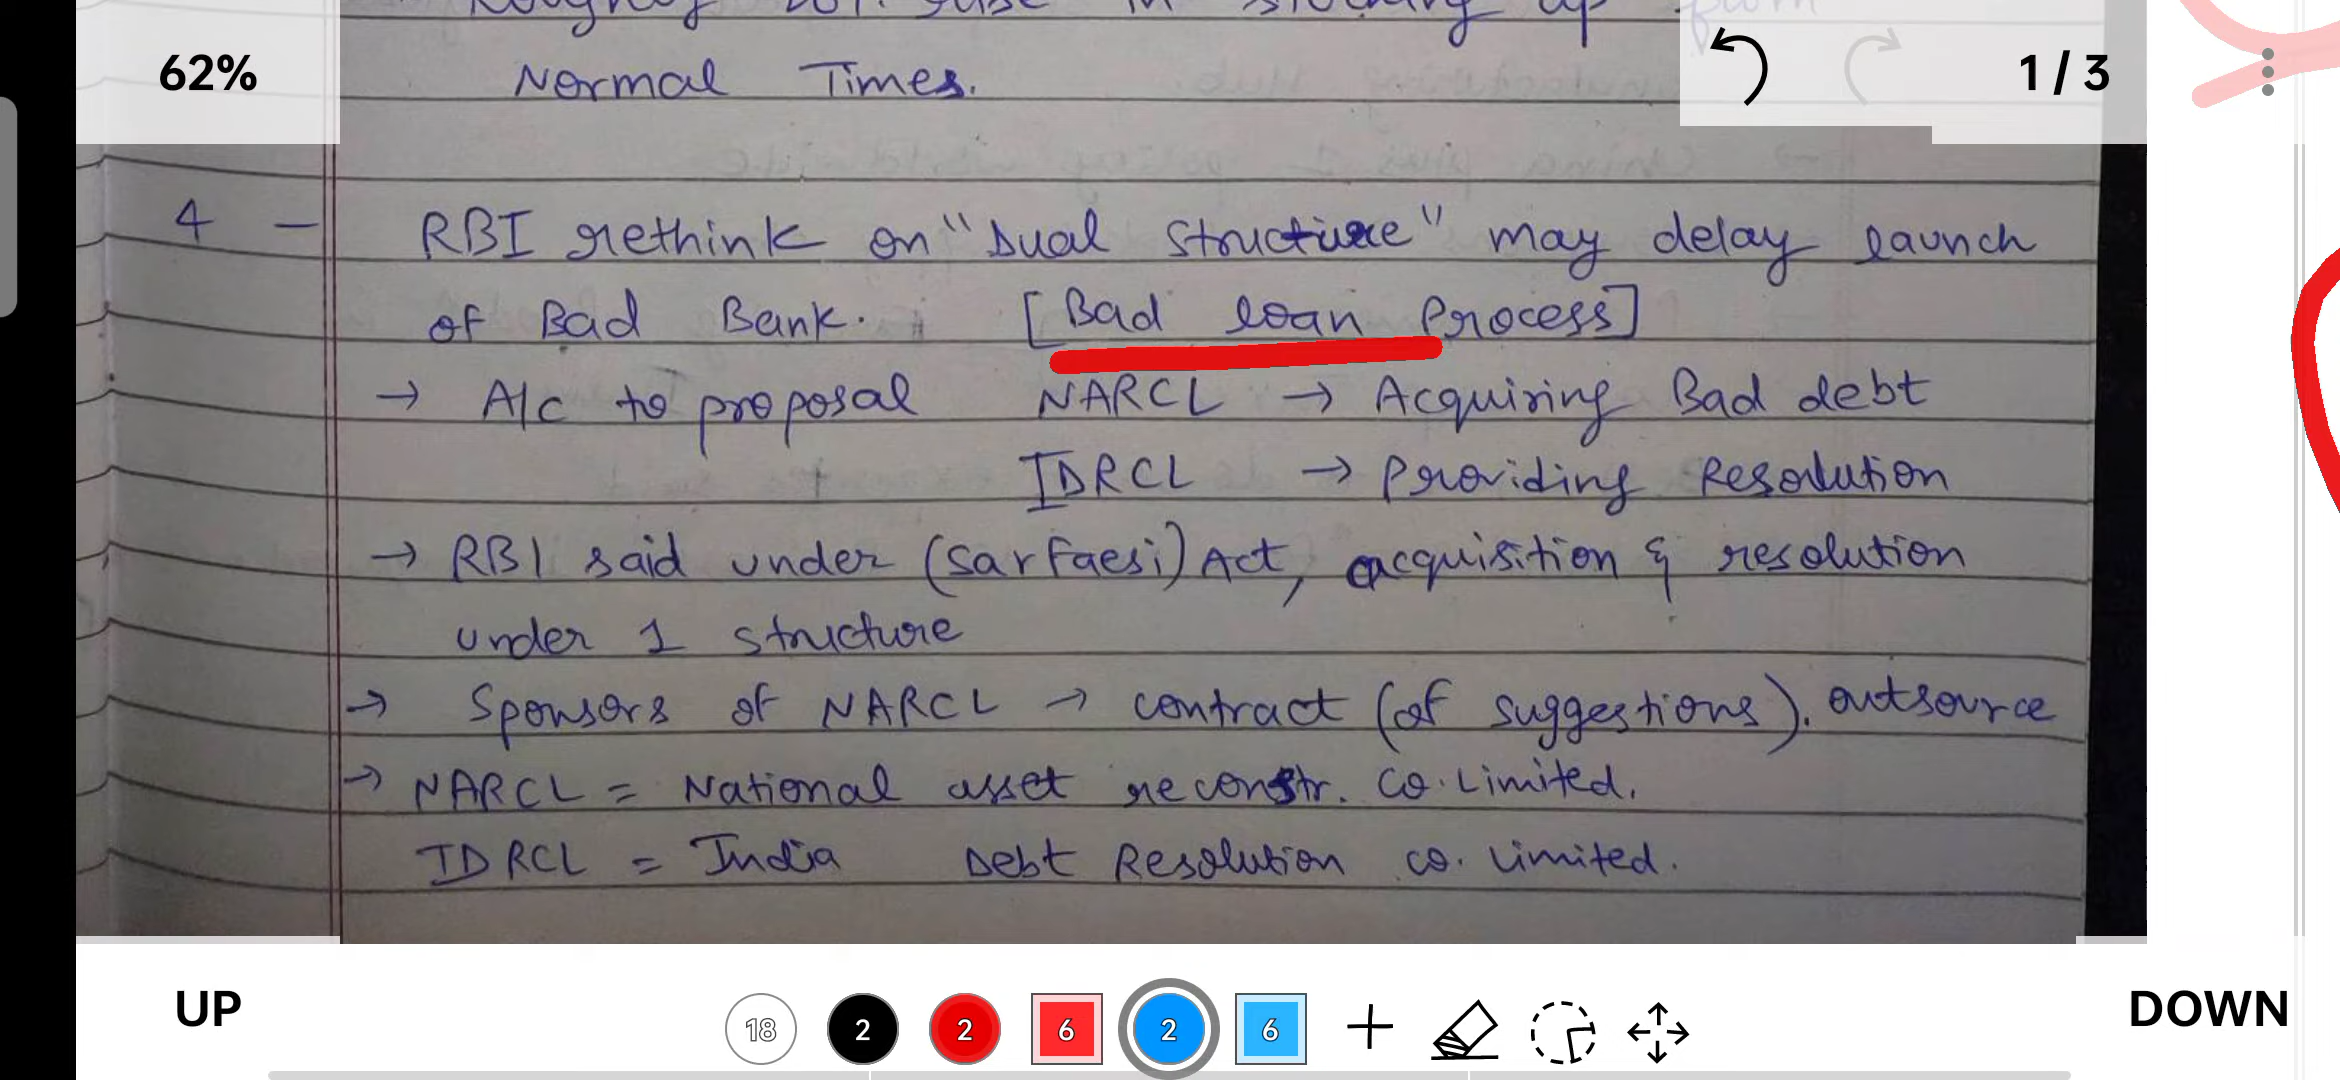 62%
1 / 3
Normal Times.
4 - RBI rethink on "Dual Structure" may delay launch
of Bad Bank. [Bad loan Process]
→ A/c to proposal NARCL → Acquiring Bad debt
IDRCL → Providing Resolution
→ RBI said under (Sarfaesi) Act, acquisition & resolution
under 1 structure
→ Sponsors of NARCL → contract (of suggestions). outsource
→ NARCL = National asset reconstr. Co. Limited.
IDRCL = India Debt Resolution co. Limited.
UP
18 2 2 6 2 6
DOWN